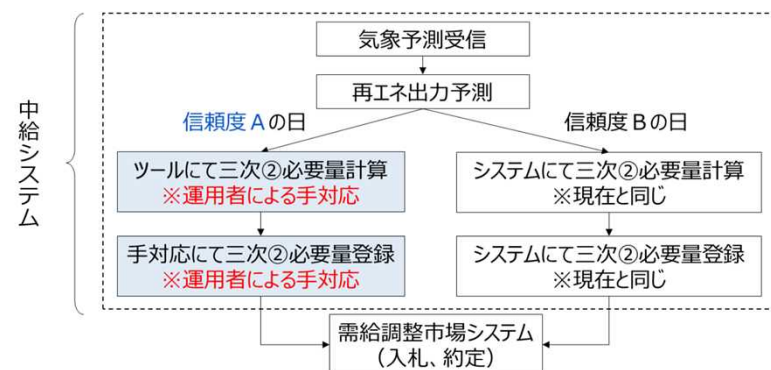 中給システム
気象予測受信
再エネ出力予測
信頼度Aの日
信頼度Bの日
ツールにて三次②必要量計算
※運用者による手対応
システムにて三次②必要量計算
※現在と同じ
手対応にて三次②必要量登録
※運用者による手対応
システムにて三次②必要量登録
※現在と同じ
需給調整市場システム
(入札、約定)